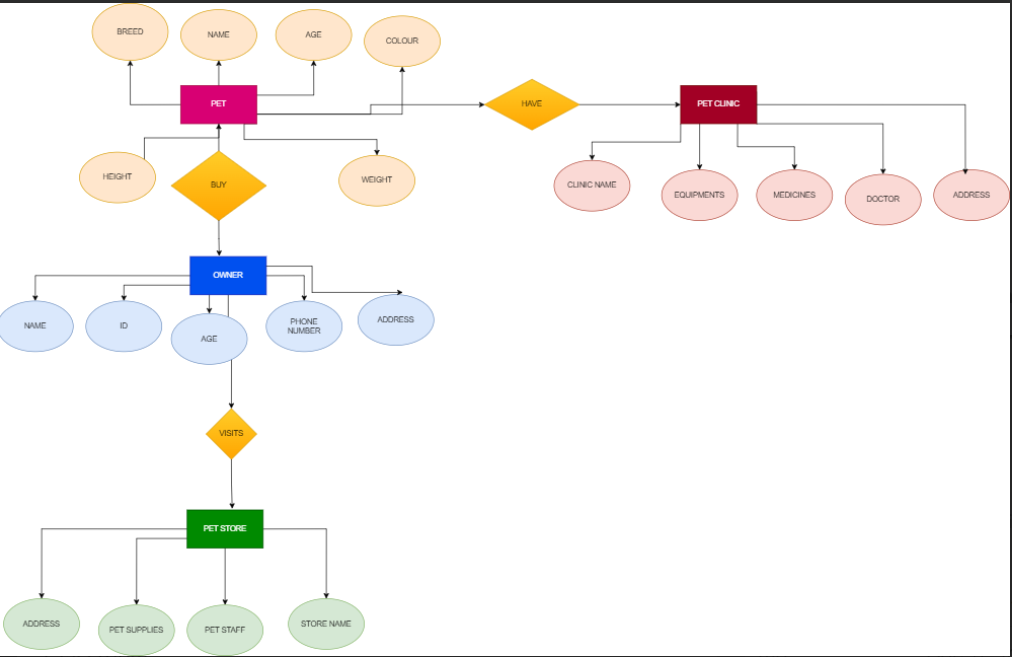 BREED
NAME
AGE
COLOUR
PET
HAVE
PET CLINIC
HEIGHT
BUY
WEIGHT
CLINIC NAME
EQUIPMENTS
MEDICINES
DOCTOR
ADDRESS
OWNER
NAME
ID
AGE
PHONE
NUMBER
ADDRESS
VISITS
PET STORE
ADDRESS
PET SUPPLIES
PET STAFF
STORE NAME